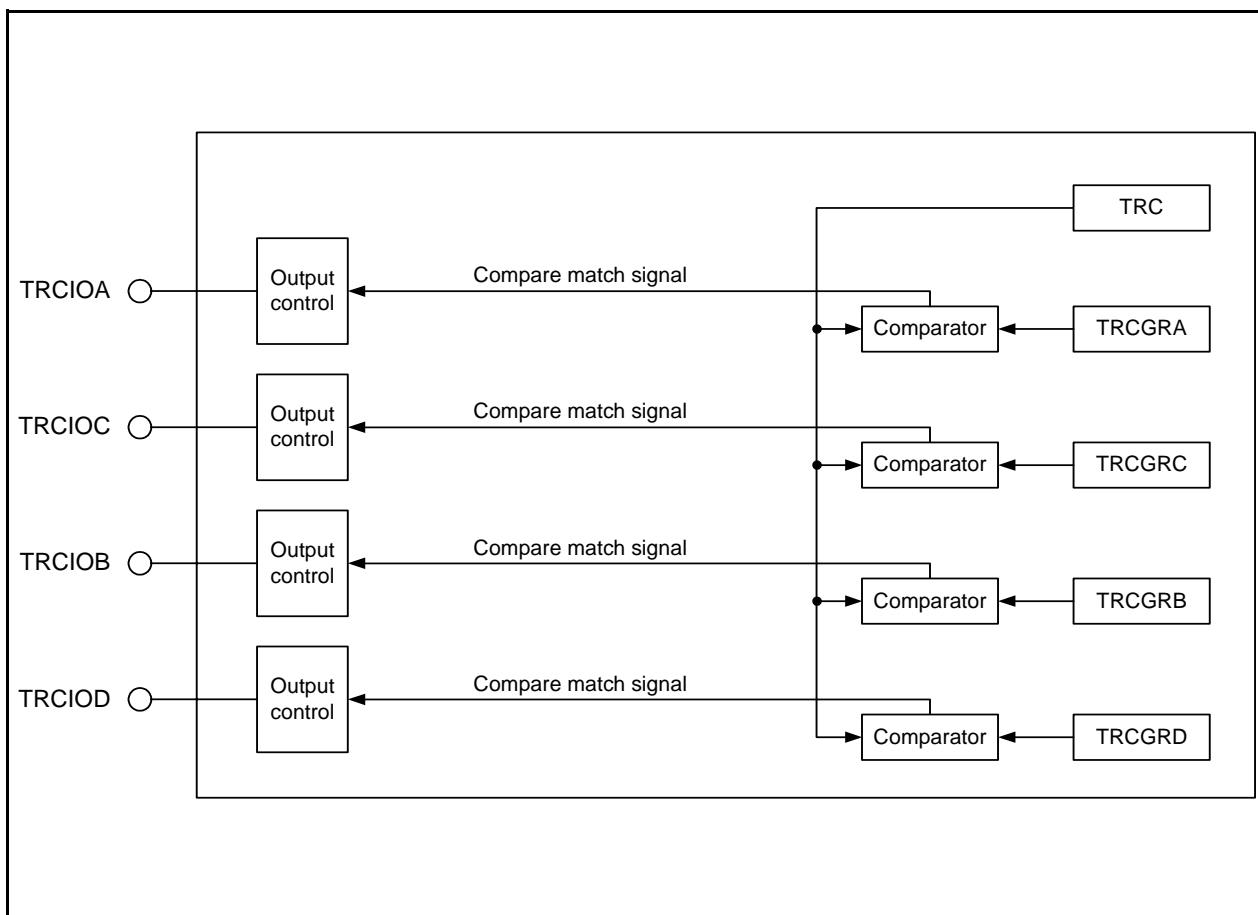 TRC
TRCIOA
Output
control
Compare match signal
Comparator
TRCGRA
TRCIOC
Output
control
Compare match signal
Comparator
TRCGRC
TRCIOB
Output
control
Compare match signal
Comparator
TRCGRB
TRCIOD
Output
control
Compare match signal
Comparator
TRCGRD